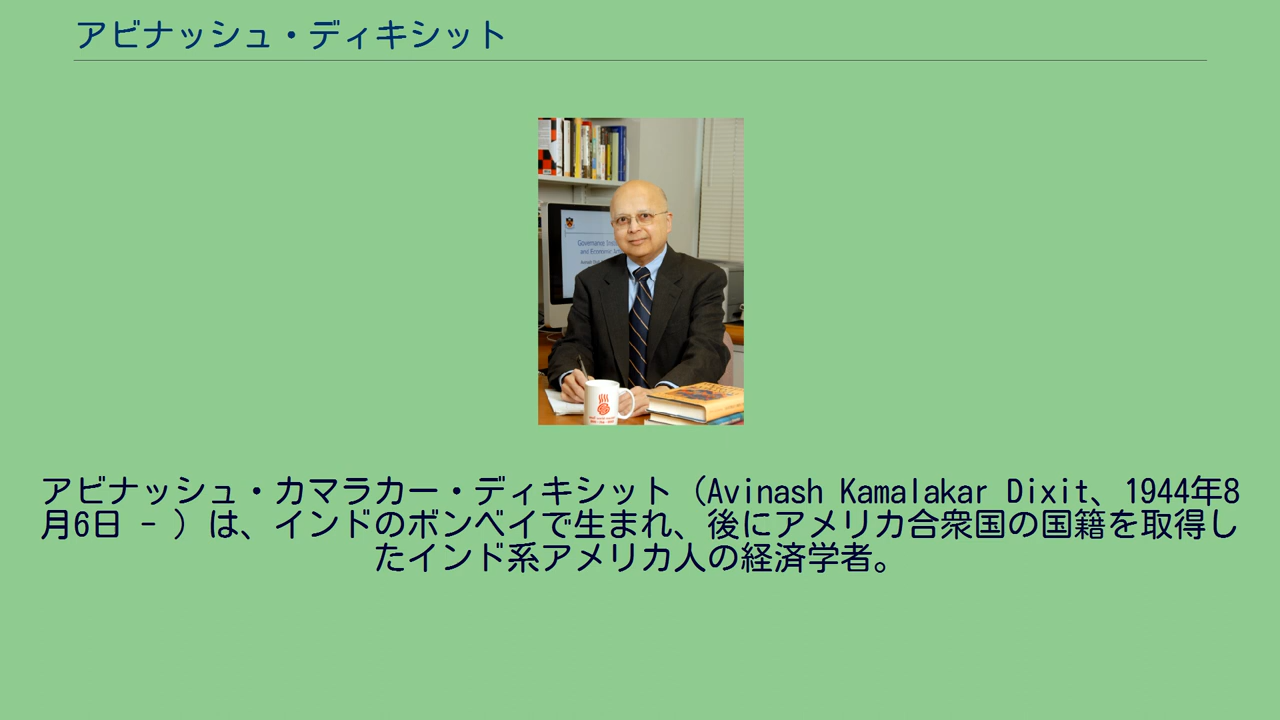 アビナッシュ・ディキシット
Governance
and Economic
アビナッシュ・カマラカー・ディキシット（Avinash Kamalakar Dixit、1944年8
月6日 - ）は、インドのボンベイで生まれ、後にアメリカ合衆国の国籍を取得し
たインド系アメリカ人の経済学者。